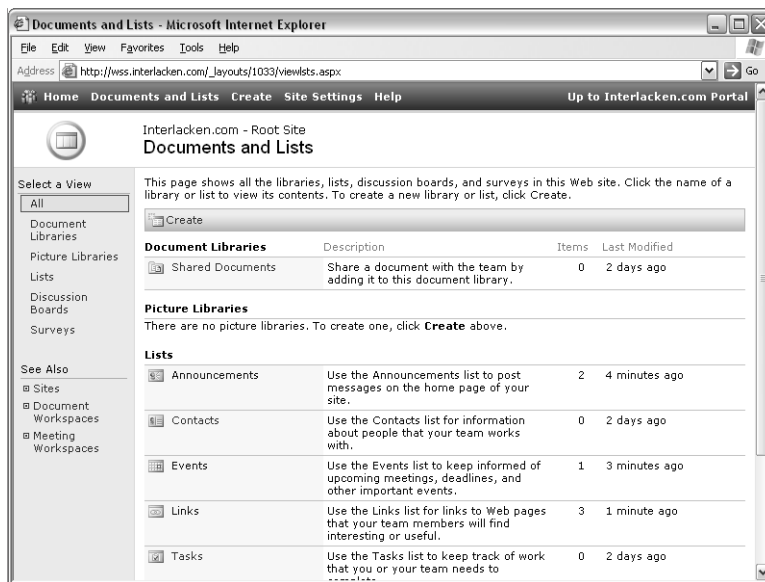 Documents and Lists - Microsoft Internet Explorer
File Edit View Favorites Tools Help
Address http://wss.interlacken.com/_layouts/1033/viewlsts.aspx Go
Home Documents and Lists Create Site Settings Help Up to Interlacken.com Portal
Interlacken.com - Root Site
Documents and Lists
Select a View
All
Document
Libraries
Picture Libraries
Lists
Discussion
Boards
Surveys
See Also
Sites
Document
Workspaces
Meeting
Workspaces
This page shows all the libraries, lists, discussion boards, and surveys in this Web site. Click the name of a
library or list to view its contents. To create a new library or list, click Create.
Create
Document Libraries Description Items Last Modified
Shared Documents Share a document with the team by 0 2 days ago
adding it to this document library.
Picture Libraries
There are no picture libraries. To create one, click Create above.
Lists
Announcements Use the Announcements list to post 2 4 minutes ago
messages on the home page of your
site.
Contacts Use the Contacts list for information 0 2 days ago
about people that your team works
with.
Events Use the Events list to keep informed of 1 3 minutes ago
upcoming meetings, deadlines, and
other important events.
Links Use the Links list for links to Web pages 3 1 minute ago
that your team members will find
interesting or useful.
Tasks Use the Tasks list to keep track of work 0 2 days ago
that you or your team needs to